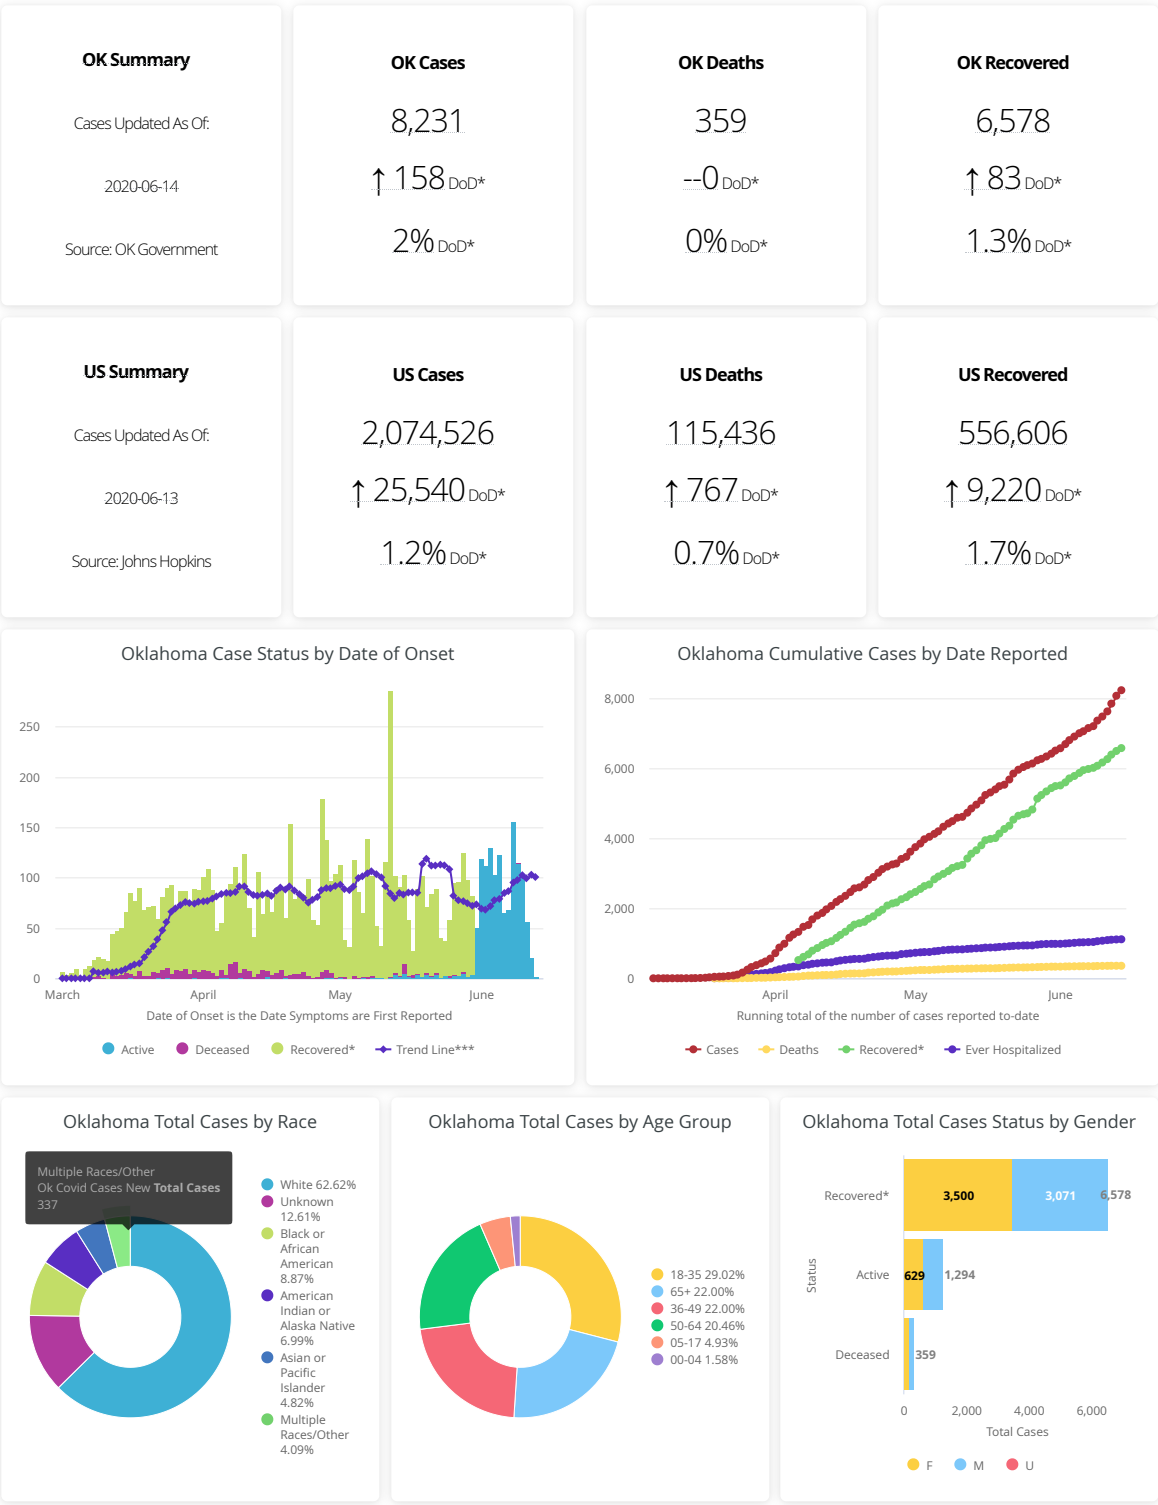 OK Summary
Cases Updated As Of:
2020-06-14
Source: OK Government
OK Cases
8,231
↑ 158 DoD*
2% DoD*
OK Deaths
359
--0 DoD*
0% DoD*
OK Recovered
6,578
↑ 83 DoD*
1.3% DoD*
US Summary
Cases Updated As Of:
2020-06-13
Source: Johns Hopkins
US Cases
2,074,526
↑ 25,540 DoD*
1.2% DoD*
US Deaths
115,436
↑ 767 DoD*
0.7% DoD*
US Recovered
556,606
↑ 9,220 DoD*
1.7% DoD*
Oklahoma Case Status by Date of Onset
250
200
150
100
50
0
March April May June
Date of Onset is the Date Symptoms are First Reported
Active Deceased Recovered* Trend Line***
Oklahoma Cumulative Cases by Date Reported
8,000
6,000
4,000
2,000
0
April May June
Running total of the number of cases reported to-date
Cases Deaths Recovered* Ever Hospitalized
Oklahoma Total Cases by Race
Multiple Races/Other
Ok Covid Cases New Total Cases
337
White 62.62%
Unknown
12.61%
Black or
African
American
8.87%
American
Indian or
Alaska Native
6.99%
Asian or
Pacific
Islander
4.82%
Multiple
Races/Other
4.09%
Oklahoma Total Cases by Age Group
18-35 29.02%
65+ 22.00%
36-49 22.00%
50-64 20.46%
05-17 4.93%
00-04 1.58%
Oklahoma Total Cases Status by Gender
Status
Recovered* 3,500 3,071 6,578
Active 629 1,294
Deceased 359
0 2,000 4,000 6,000
Total Cases
F M U